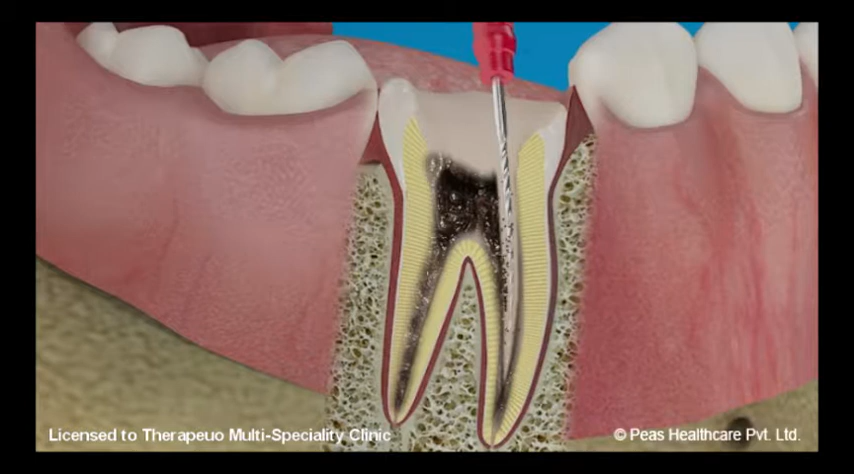 Licensed to Therapeuo Multi-Speciality Clinic
© Peas Healthcare Pvt. Ltd.